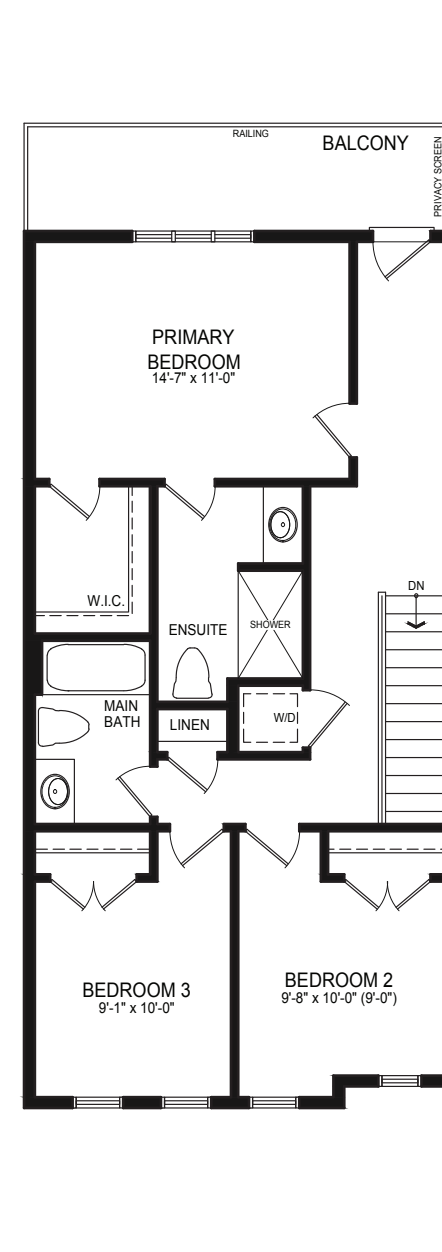 RAILING
BALCONY
PRIVACY SCREEN
PRIMARY
BEDROOM
14'-7" x 11'-0"
W.I.C.
ENSUITE
SHOWER
DN
MAIN
BATH
LINEN
W/D
BEDROOM 3
9'-1" x 10'-0"
BEDROOM 2
9'-8" x 10'-0" (9'-0")